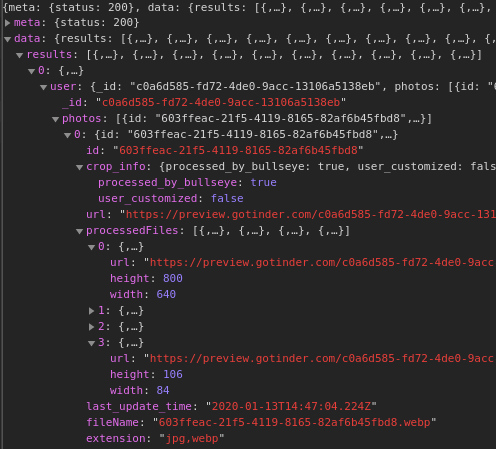 {meta: {status: 200}, data: {results: [{,…}, {,…}, {,…}, {,…}, {,…}, {,…},
meta: {status: 200}
data: {results: [{,…}, {,…}, {,…}, {,…}, {,…}, {,…}, {,…}, {,…}, {
results: [{,…}, {,…}, {,…}, {,…}, {,…}, {,…}, {,…}, {,…}, {,…}, {,…}]
0: {,…}
user: {_id: "c0a6d585-fd72-4de0-9acc-13106a5138eb", photos: [{id: "6
_id: "c0a6d585-fd72-4de0-9acc-13106a5138eb"
photos: [{id: "603ffeac-21f5-4119-8165-82af6b45fbd8",…}]
0: {id: "603ffeac-21f5-4119-8165-82af6b45fbd8",…}
id: "603ffeac-21f5-4119-8165-82af6b45fbd8"
crop_info: {processed_by_bullseye: true, user_customized: fals
processed_by_bullseye: true
user_customized: false
url: "https://preview.gotinder.com/c0a6d585-fd72-4de0-9acc-131
processedFiles: [{,…}, {,…}, {,…}, {,…}]
0: {,…}
url: "https://preview.gotinder.com/c0a6d585-fd72-4de0-9acc
height: 800
width: 640
1: {,…}
2: {,…}
3: {,…}
url: "https://preview.gotinder.com/c0a6d585-fd72-4de0-9acc
height: 106
width: 84
last_update_time: "2020-01-13T14:47:04.224Z"
fileName: "603ffeac-21f5-4119-8165-82af6b45fbd8.webp"
extension: "jpg,webp"